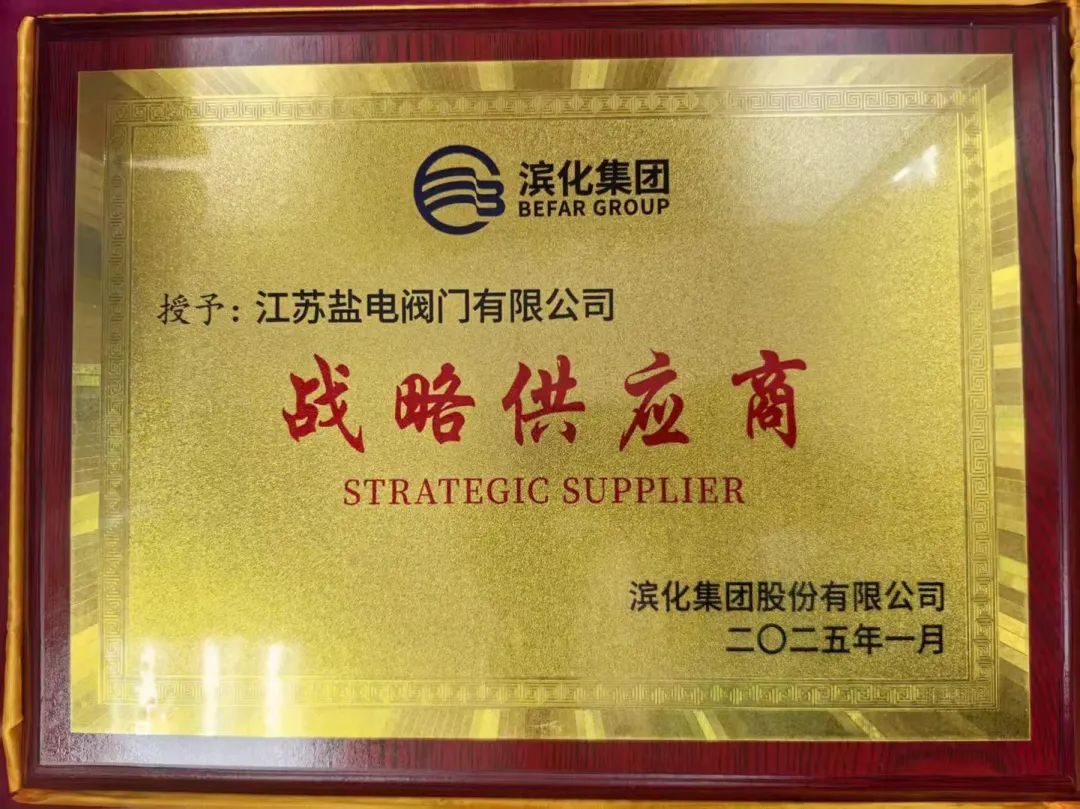 滨化集团
BEFAR GROUP
授予：江苏盐电阀门有限公司
战略供应商
STRATEGIC SUPPLIER
滨化集团股份有限公司
二〇二五年一月